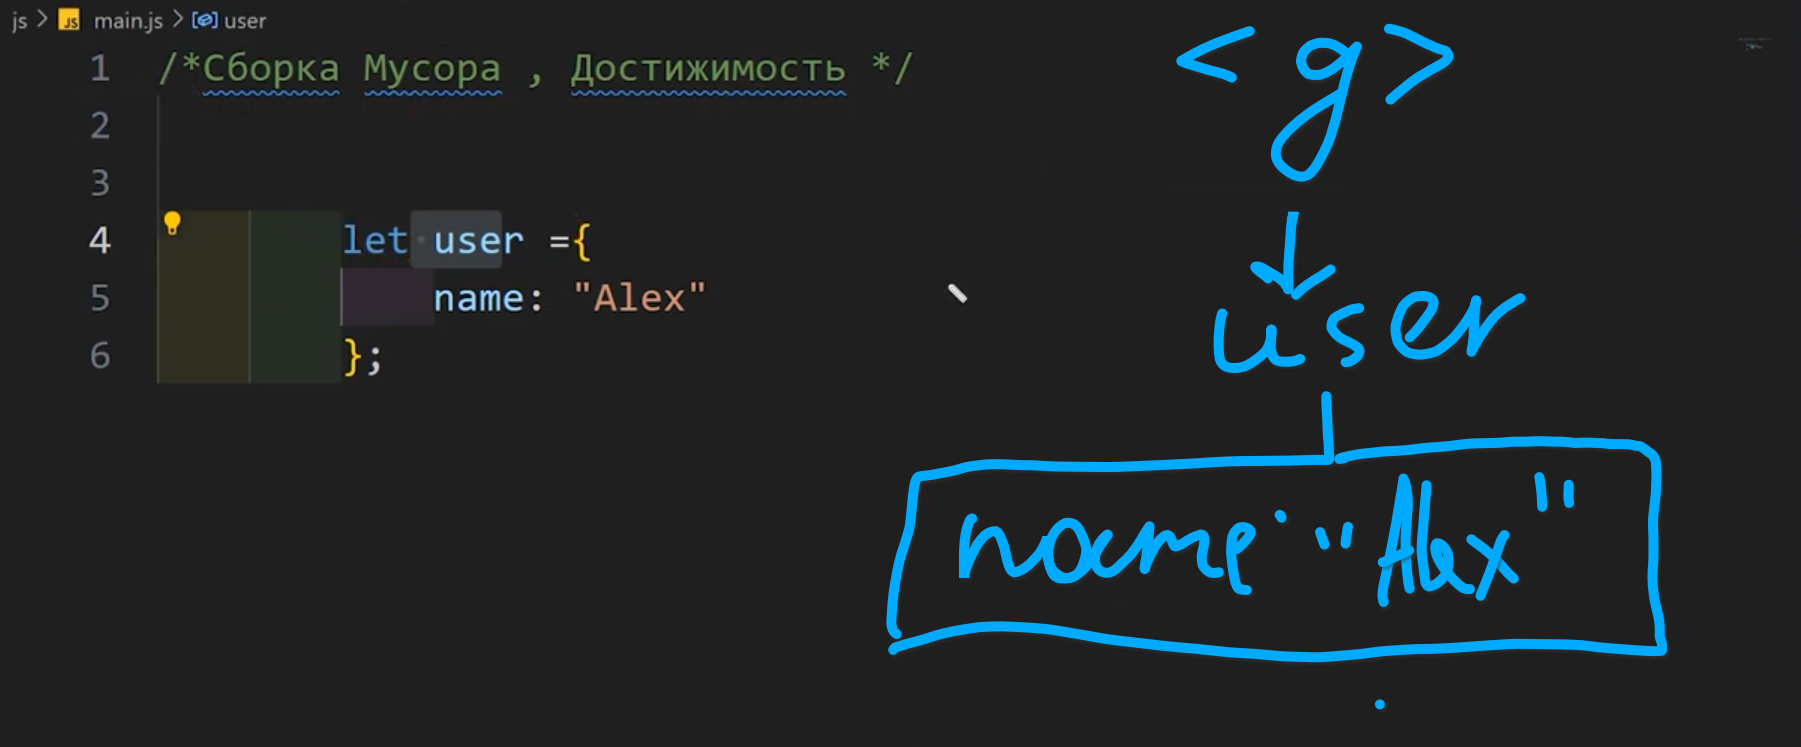 js > JS main.js > user
1 /*Сборка Мусора , Достижимость */
2
3
4 let user ={
5 name: "Alex"
6 };
<g>
user
name: "Alex"